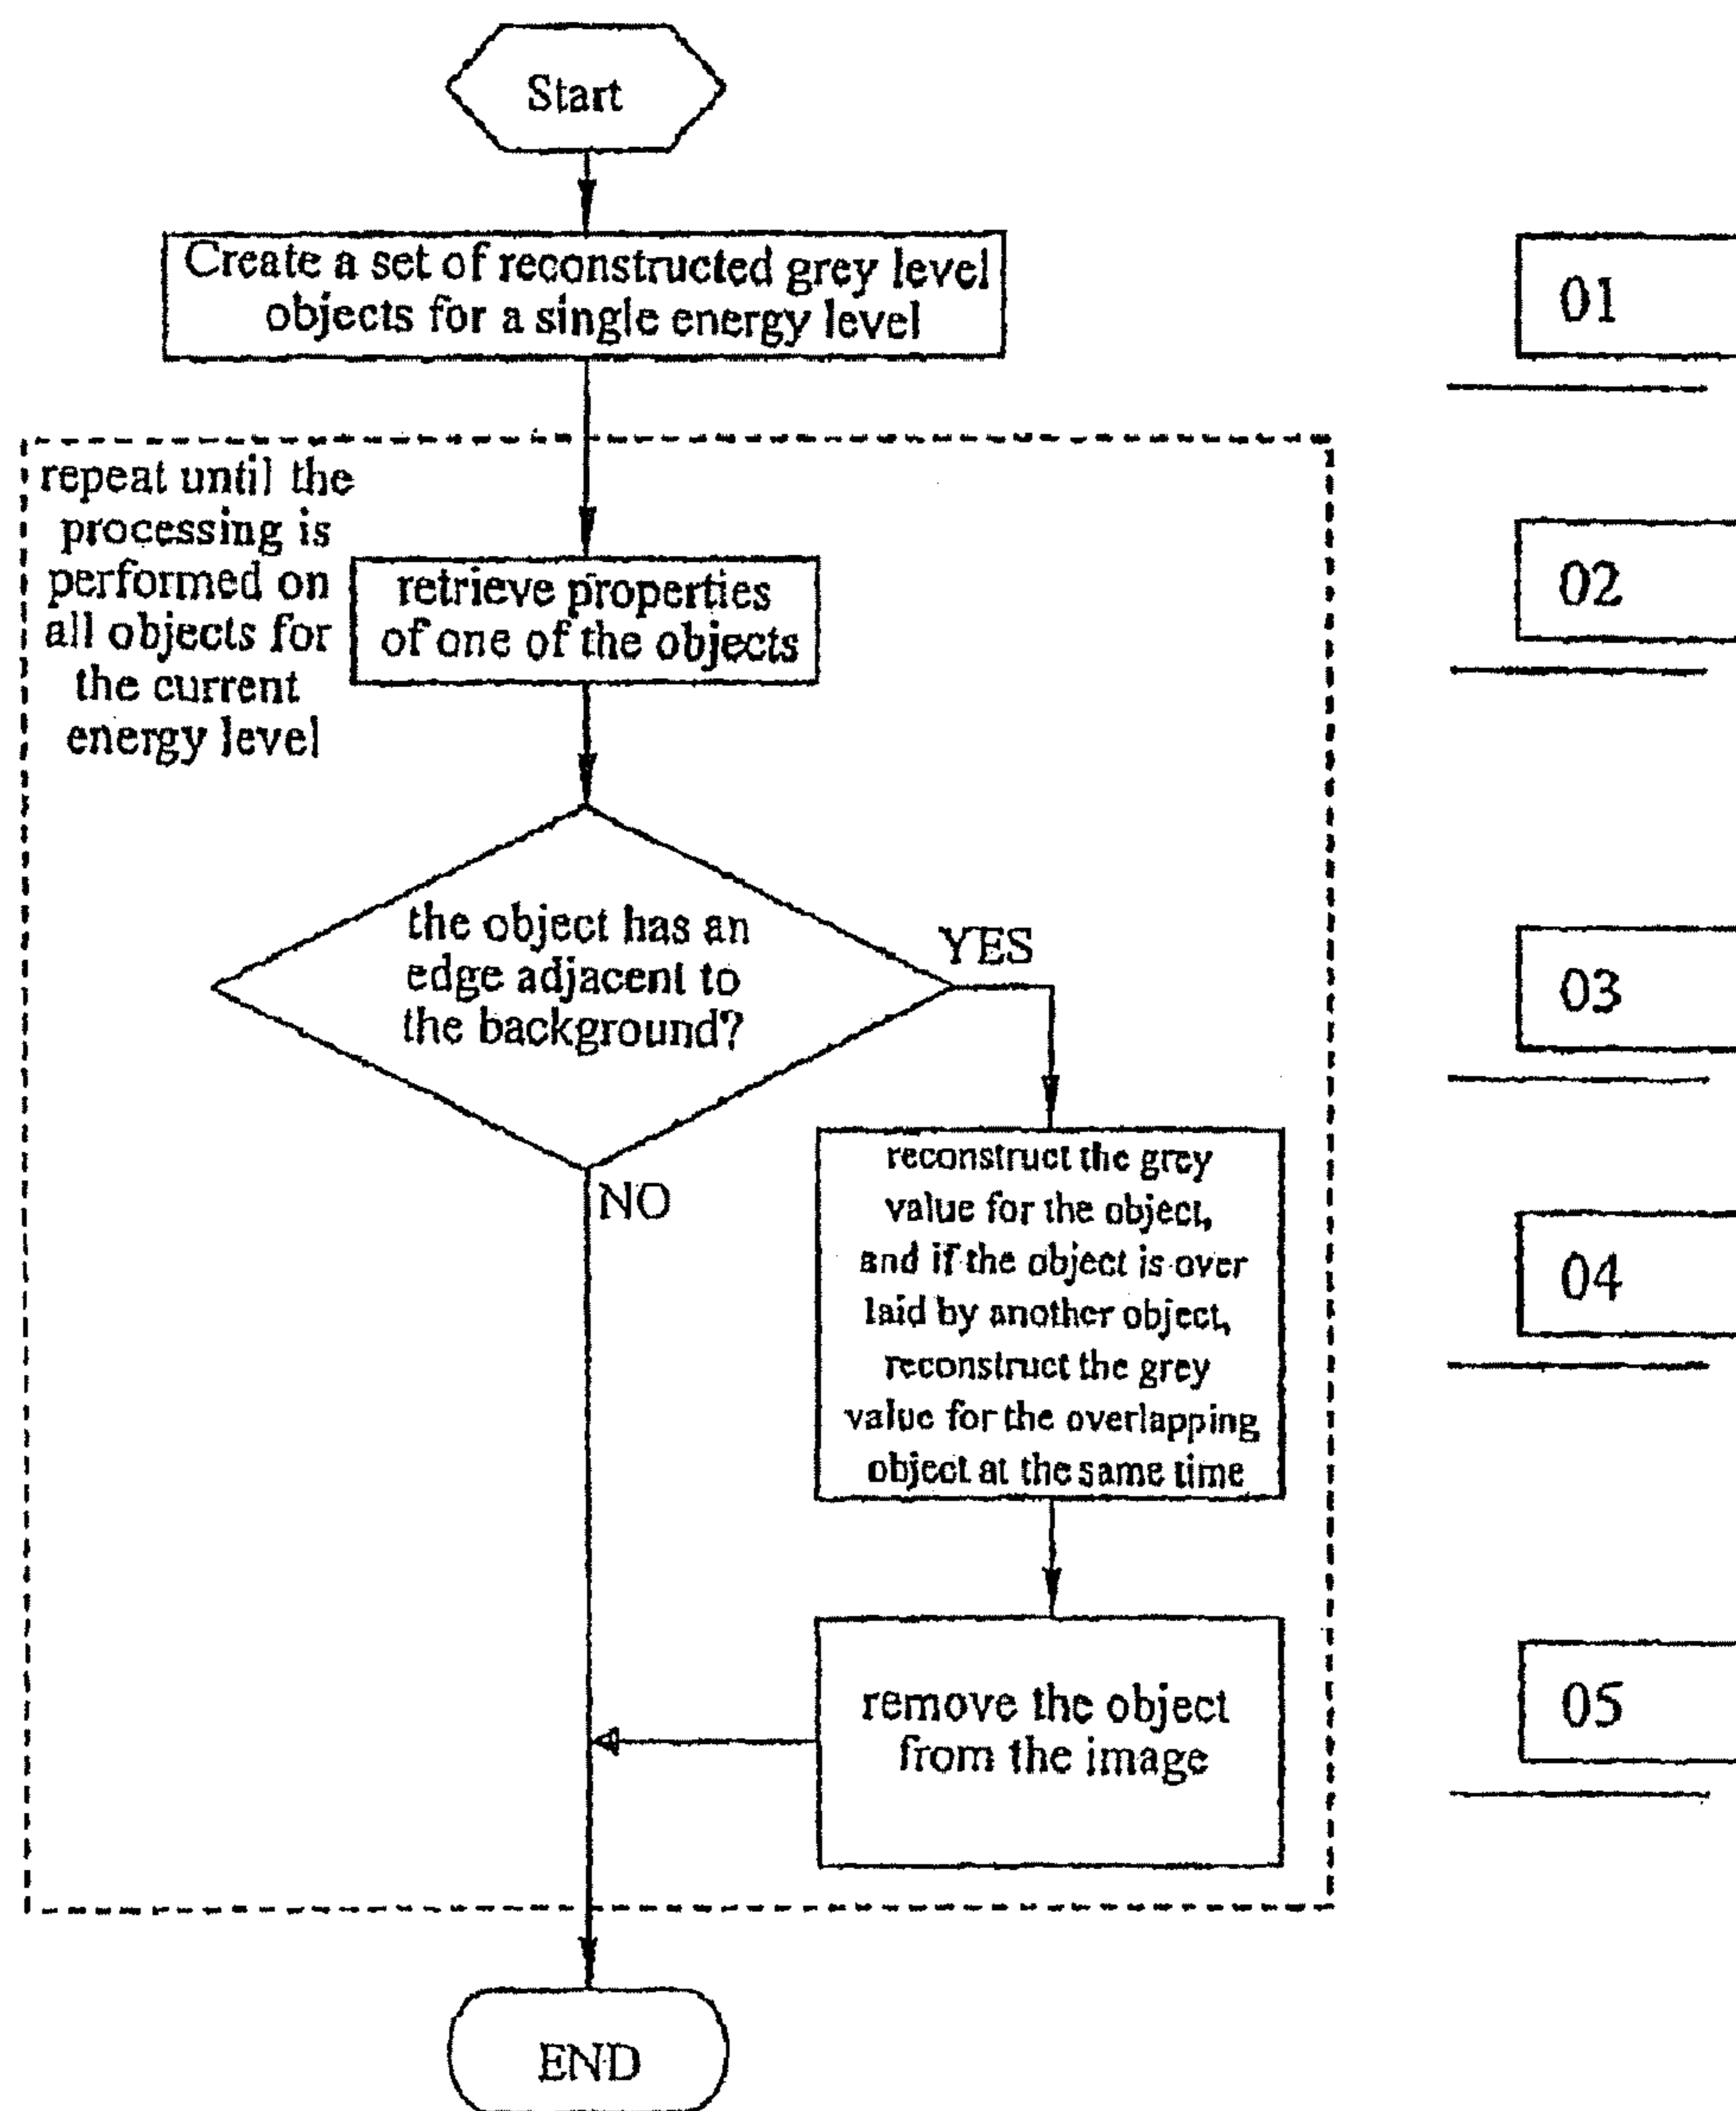 Start
Create a set of reconstructed grey level
objects for a single energy level
01
repeat until the
processing is
performed on
all objects for
the current
energy level
retrieve properties
of one of the objects
02
the object has an
edge adjacent to
the background?
YES
NO
03
reconstruct the grey
value for the object,
and if the object is over
laid by another object,
reconstruct the grey
value for the overlapping
object at the same time
04
remove the object
from the image
05
END